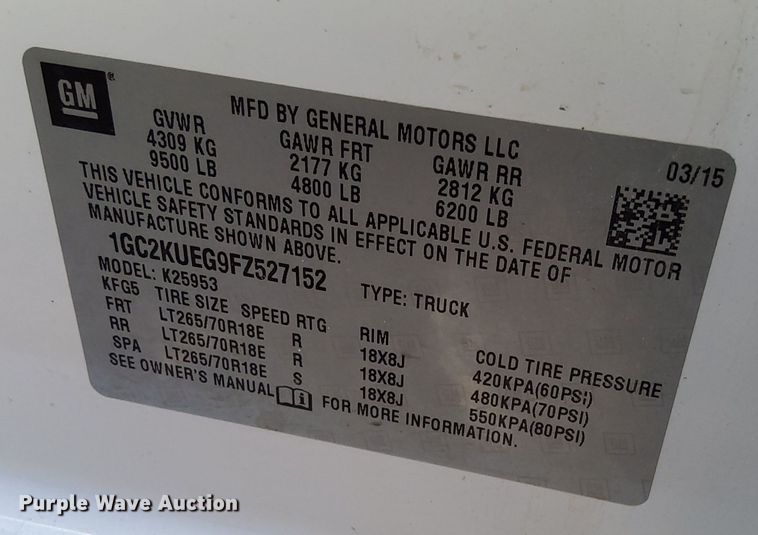 GM®
MFD BY GENERAL MOTORS LLC
03/15
GVWR GAWR FRT GAWR RR
4309 KG 2177 KG 2812 KG
9500 LB 4800 LB 6200 LB
THIS VEHICLE CONFORMS TO ALL APPLICABLE U.S. FEDERAL MOTOR
VEHICLE SAFETY STANDARDS IN EFFECT ON THE DATE OF
MANUFACTURE SHOWN ABOVE.
1GC2KUEG9FZ527152 TYPE: TRUCK
MODEL: K25953
KFG5 TIRE SIZE SPEED RTG RIM COLD TIRE PRESSURE
FRT LT265/70R18E R 18X8J 420KPA(60PSI)
RR LT265/70R18E R 18X8J 480KPA(70PSI)
SPA LT265/70R18E S 18X8J 550KPA(80PSI)
SEE OWNER'S MANUAL i FOR MORE INFORMATION.
Purple Wave Auction